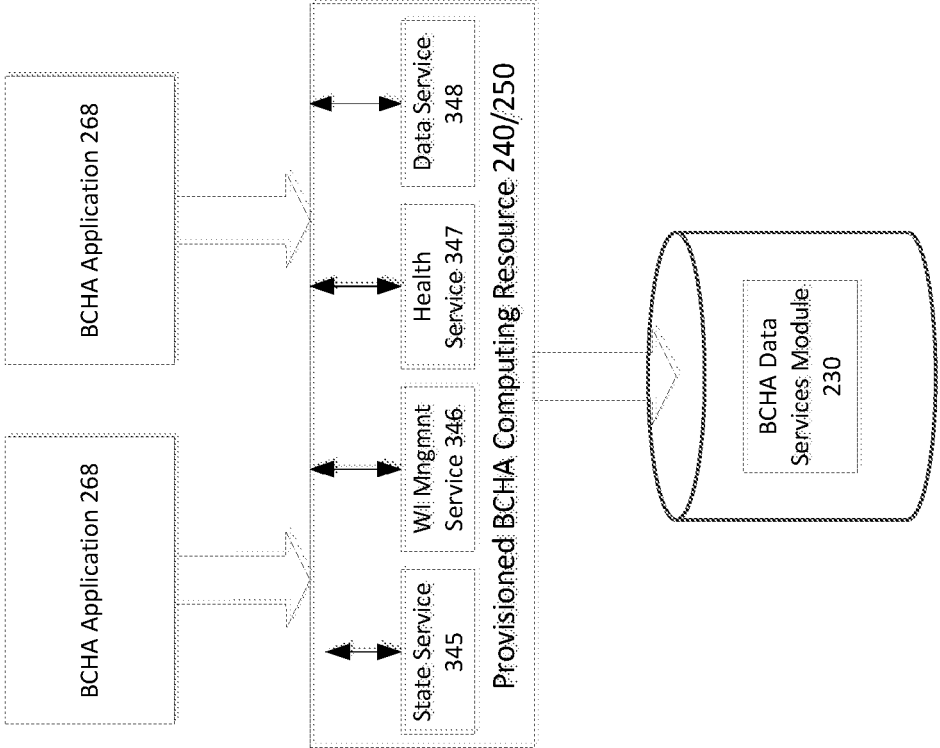 BCHA Application 268
BCHA Application 268
State Service
345
WI Mngmnt
Service 346
Health
Service 347
Data Service
348
Provisioned BCHA Computing Resource 240/250
BCHA Data
Services Module
230